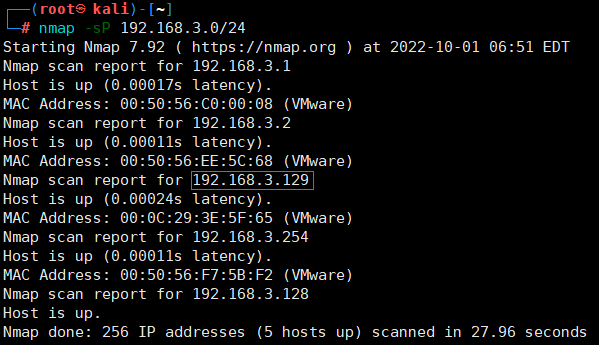 ┌──(root㉿kali)-[~]
└─# nmap -sP 192.168.3.0/24
Starting Nmap 7.92 ( https://nmap.org ) at 2022-10-01 06:51 EDT
Nmap scan report for 192.168.3.1
Host is up (0.00017s latency).
MAC Address: 00:50:56:C0:00:08 (VMware)
Nmap scan report for 192.168.3.2
Host is up (0.00011s latency).
MAC Address: 00:50:56:EE:5C:68 (VMware)
Nmap scan report for 192.168.3.129
Host is up (0.00024s latency).
MAC Address: 00:0C:29:3E:5F:65 (VMware)
Nmap scan report for 192.168.3.254
Host is up (0.00011s latency).
MAC Address: 00:50:56:F7:5B:F2 (VMware)
Nmap scan report for 192.168.3.128
Host is up.
Nmap done: 256 IP addresses (5 hosts up) scanned in 27.96 seconds